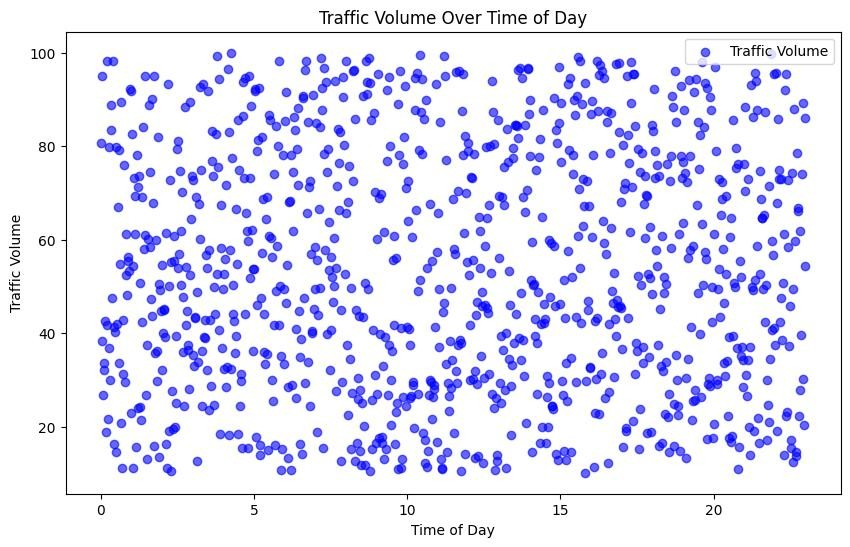 Traffic Volume Over Time of Day
Traffic Volume
100
80
60
40
20
Traffic Volume
0 5 10 15 20
Time of Day